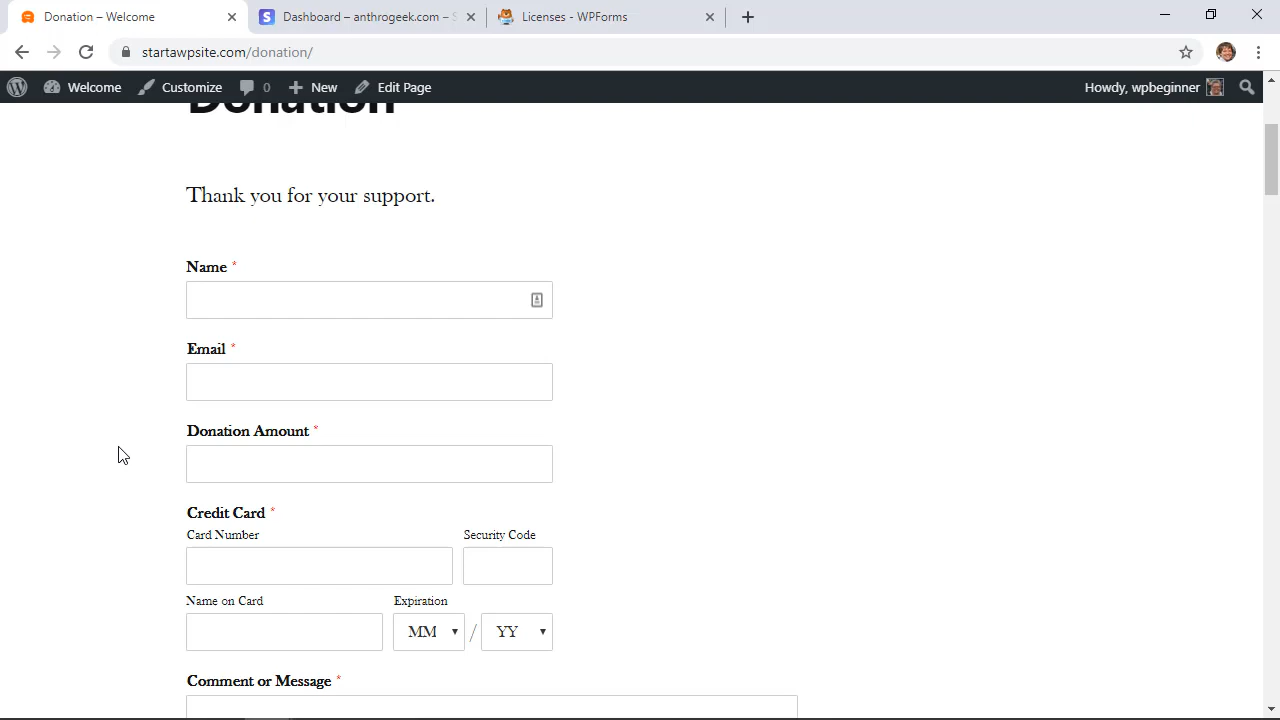 Donation – Welcome
Dashboard – anthrogeek.com – S
Licenses - WPForms
startawpsite.com/donation/
Welcome
Customize
0
New
Edit Page
Howdy, wpbeginner
Donation
Thank you for your support.
Name *
Email *
Donation Amount *
Credit Card *
Card Number
Security Code
Name on Card
Expiration
MM
/
YY
Comment or Message *